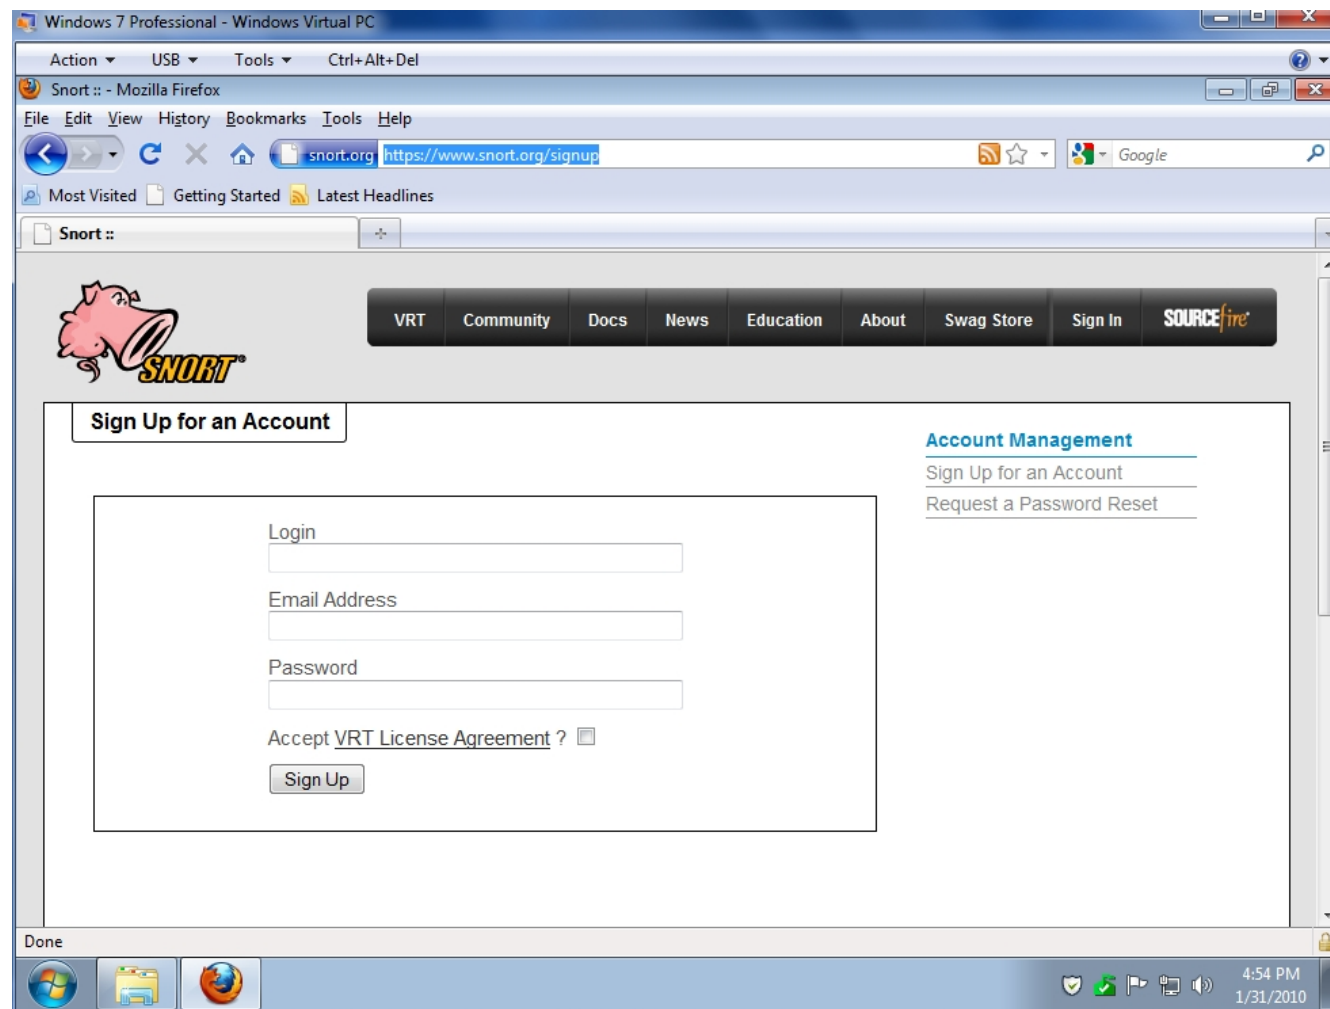 Windows 7 Professional - Windows Virtual PC
Action USB Tools Ctrl+Alt+Del
Snort :: - Mozilla Firefox
File Edit View History Bookmarks Tools Help
snort.org https://www.snort.org/signup Google
Most Visited Getting Started Latest Headlines
Snort ::
SNORT®
VRT Community Docs News Education About Swag Store Sign In SOURCEfire
Sign Up for an Account
Account Management
Sign Up for an Account
Request a Password Reset
Login
Email Address
Password
Accept VRT License Agreement ?
Sign Up
Done
4:54 PM
1/31/2010